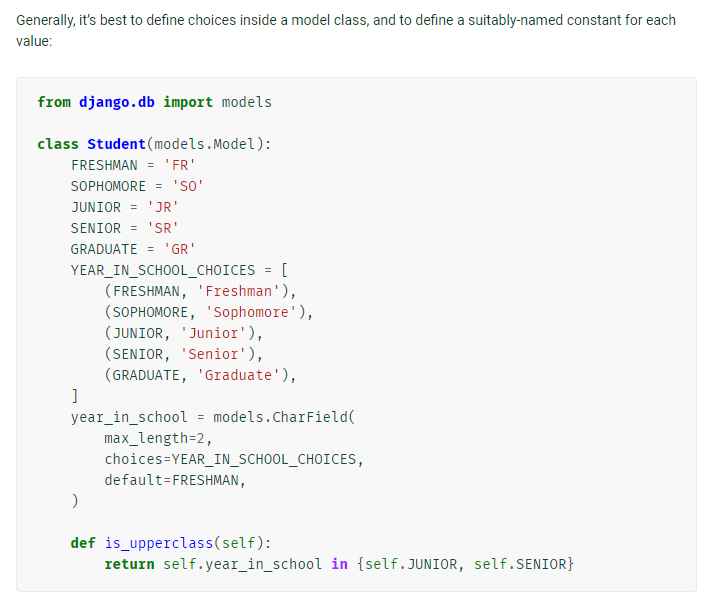 Generally, it's best to define choices inside a model class, and to define a suitably-named constant for each
value:
from django.db import models
class Student(models.Model):
    FRESHMAN = 'FR'
    SOPHOMORE = 'SO'
    JUNIOR = 'JR'
    SENIOR = 'SR'
    GRADUATE = 'GR'
    YEAR_IN_SCHOOL_CHOICES = [
        (FRESHMAN, 'Freshman'),
        (SOPHOMORE, 'Sophomore'),
        (JUNIOR, 'Junior'),
        (SENIOR, 'Senior'),
        (GRADUATE, 'Graduate'),
    ]
    year_in_school = models.CharField(
        max_length=2,
        choices=YEAR_IN_SCHOOL_CHOICES,
        default=FRESHMAN,
    )
    def is_upperclass(self):
        return self.year_in_school in {self.JUNIOR, self.SENIOR}